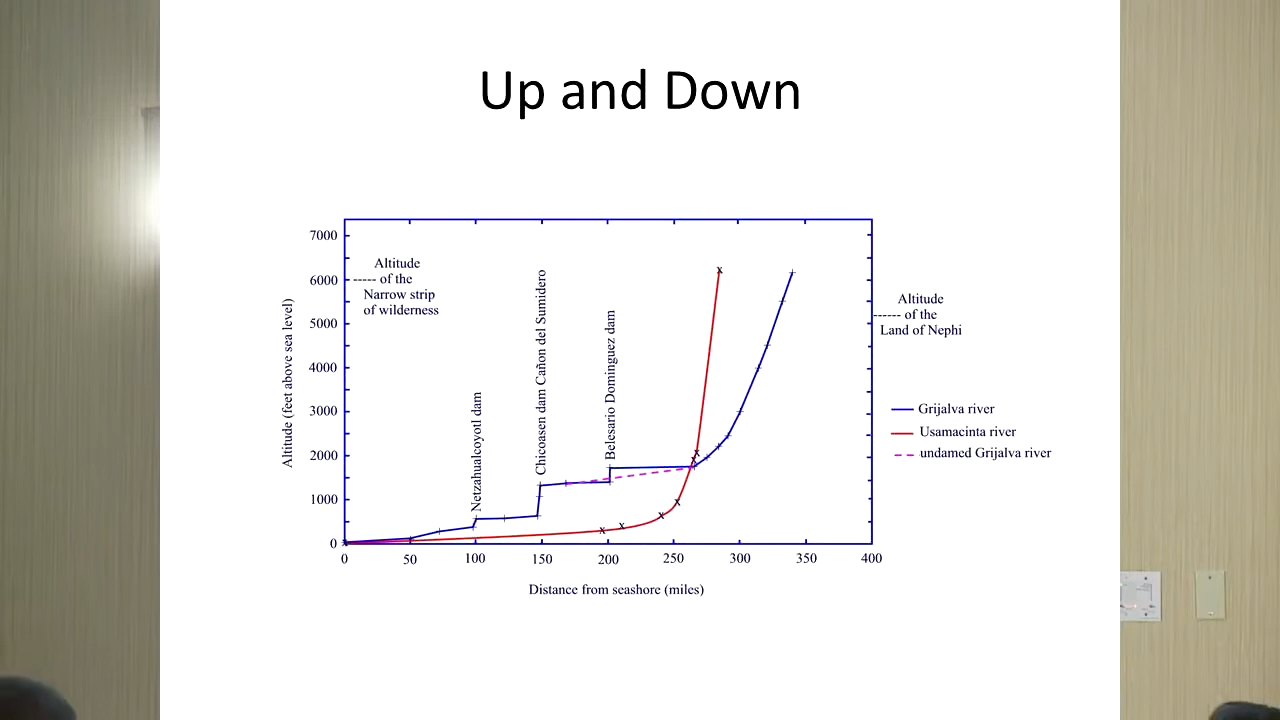 Up and Down
7000
6000
5000
4000
3000
2000
1000
0
Altitude (feet above sea level)
Altitude
------ of the
Narrow strip
of wilderness
Netzahualcoyotl dam
Chicoasen dam Cañon del Sumidero
Belesario Dominguez dam
Altitude
------ of the
Land of Nephi
Grijalva river
Usamacinta river
undamed Grijalva river
0 50 100 150 200 250 300 350 400
Distance from seashore (miles)